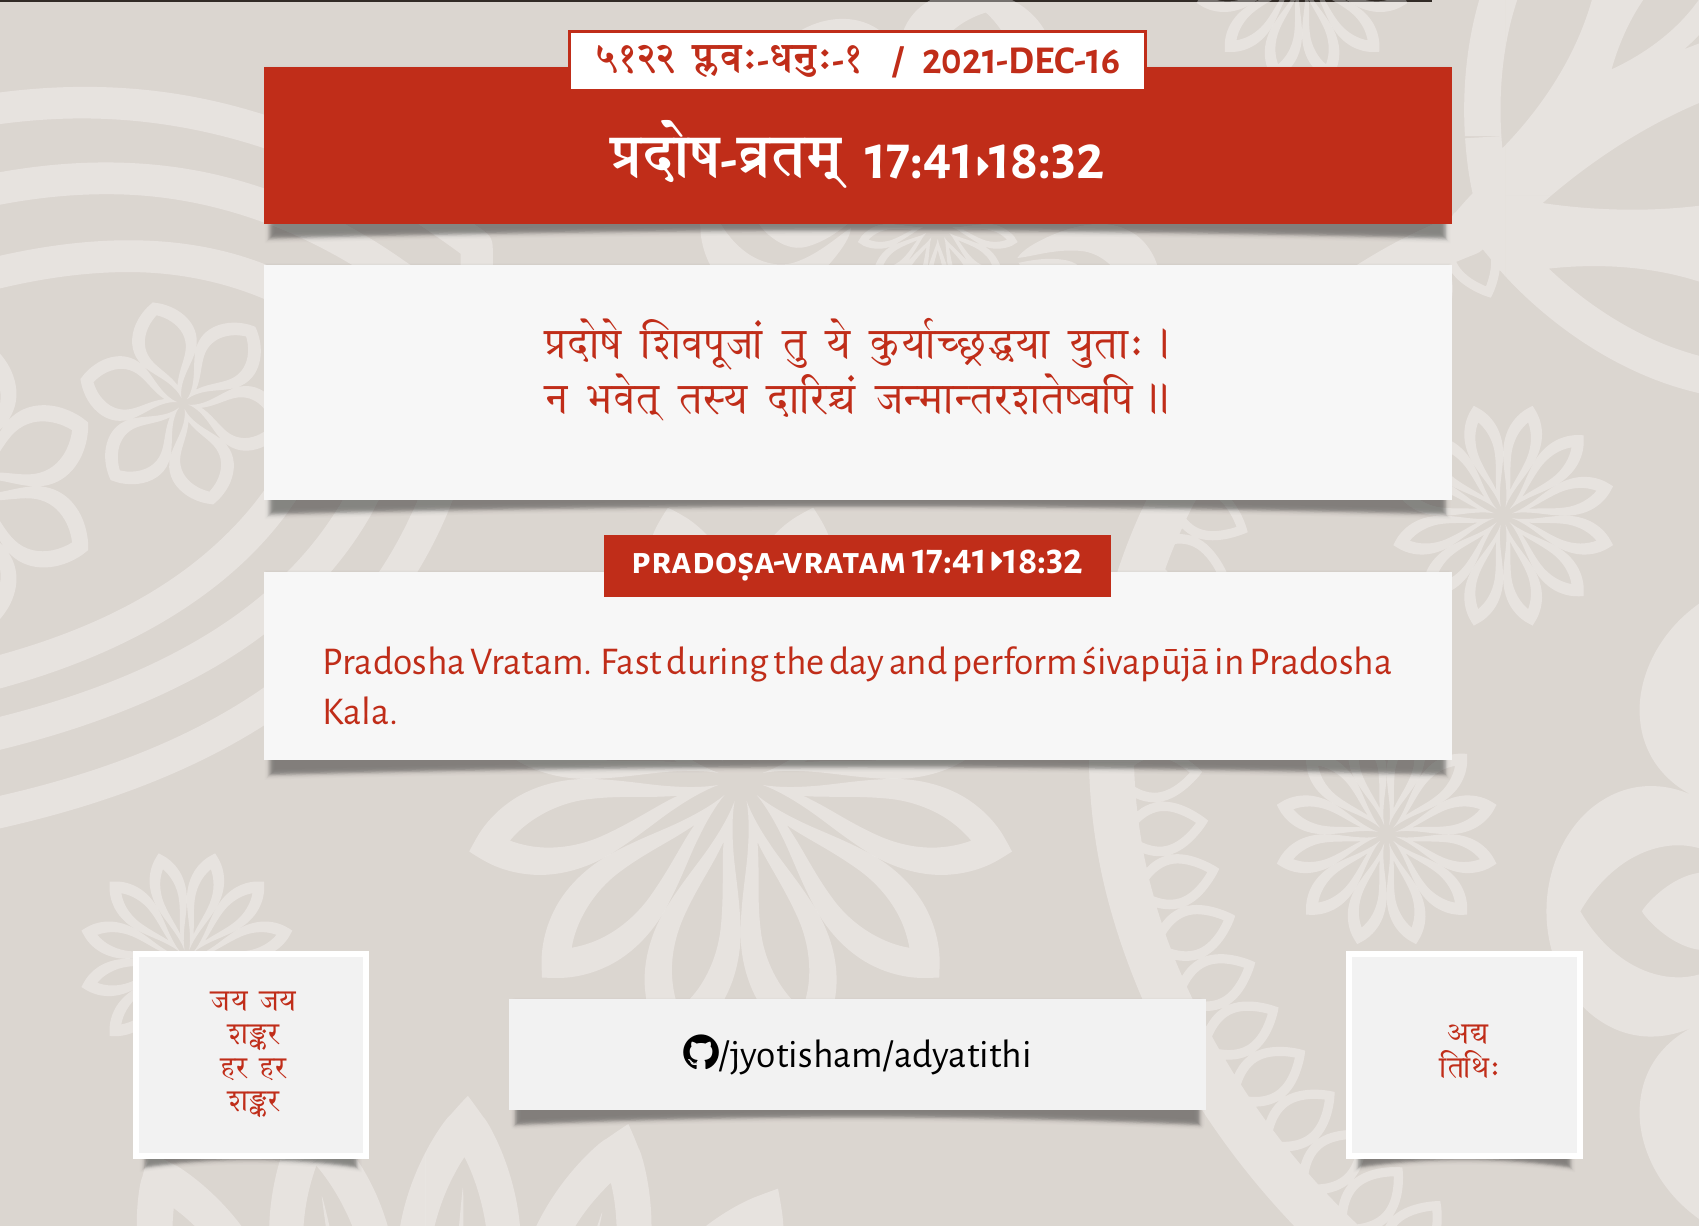 ५१२२ प्लवः-धनुः-१ / 2021-DEC-16
प्रदोष-व्रतम् 17:41▸18:32
प्रदोषे शिवपूजां तु ये कुर्याच्छ्रद्धया युताः ।
न भवेत् तस्य दारिद्र्यं जन्मान्तरशतेष्वपि ॥
PRADOṢA-VRATAM 17:41▸18:32
Pradosha Vratam. Fast during the day and perform śivapūjā in Pradosha
Kala.
जय जय
शङ्कर
हर हर
शङ्कर
/jyotisham/adyatithi
अद्य
तिथिः